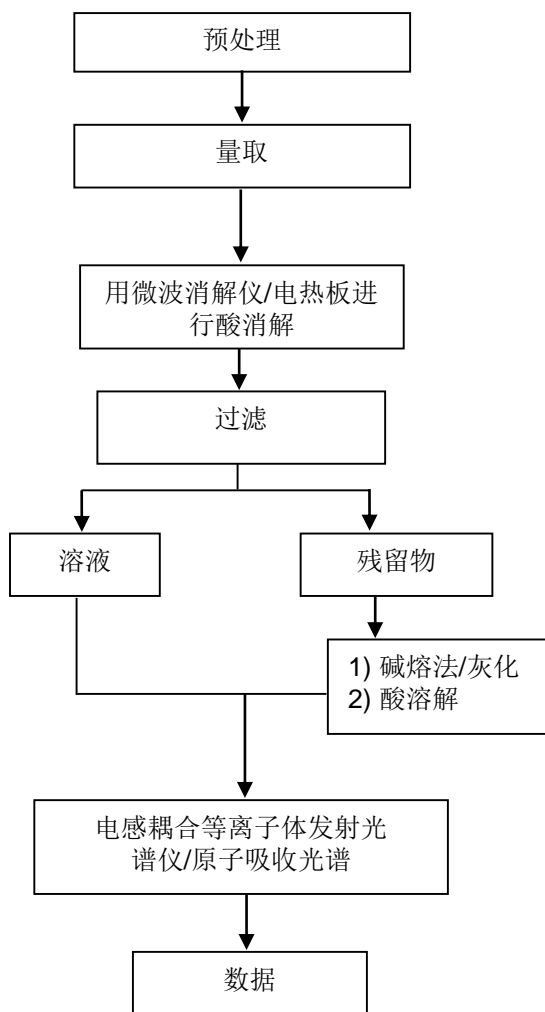 预处理
量取
用微波消解仪/电热板进
行酸消解
过滤
溶液
残留物
1) 碱熔法/灰化
2) 酸溶解
电感耦合等离子体发射光
谱仪/原子吸收光谱
数据